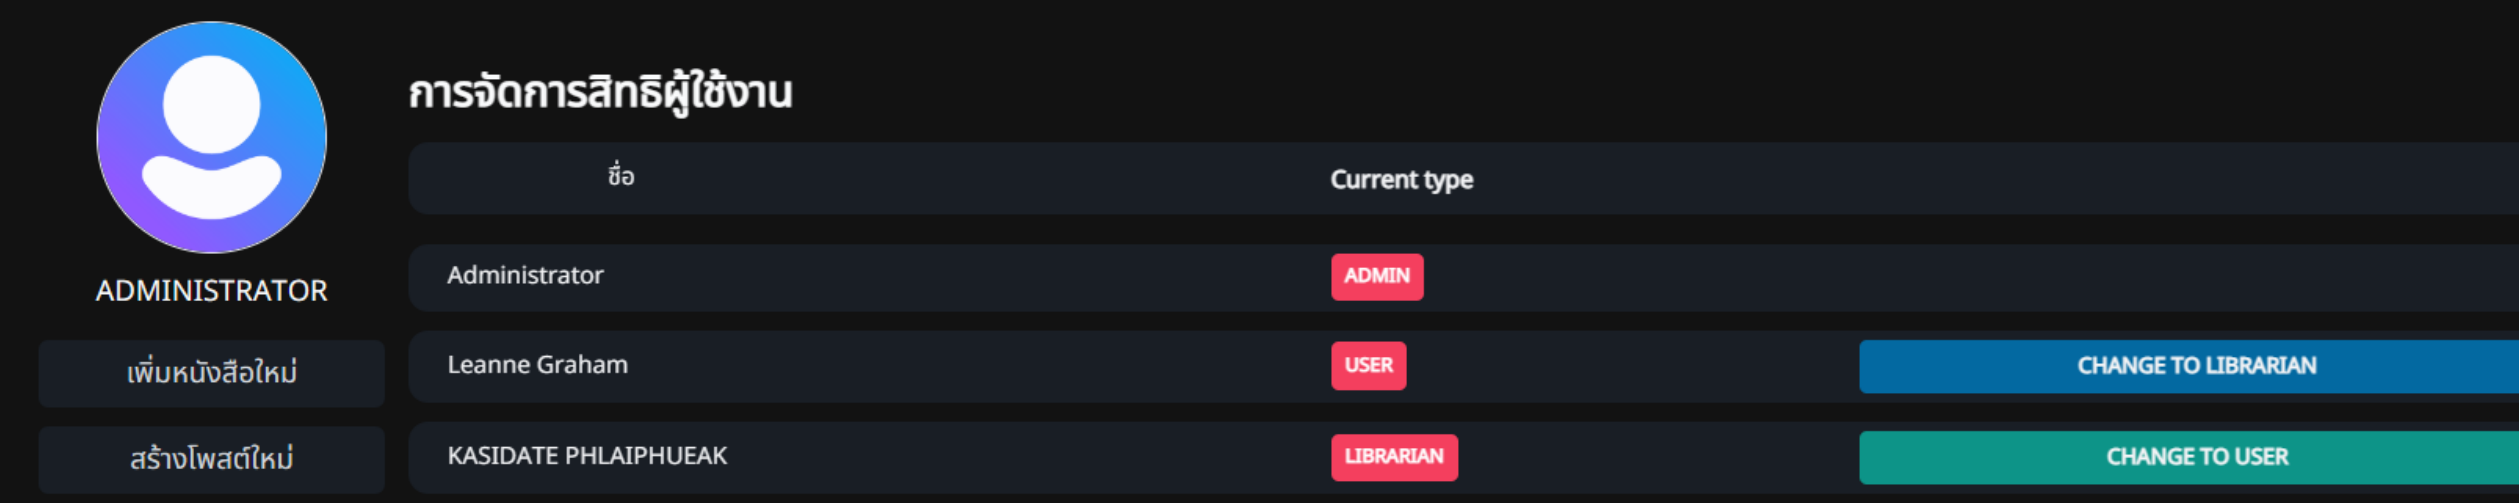 ADMINISTRATOR
เพิ่มหนังสือใหม่
สร้างโพสต์ใหม่
การจัดการสิทธิผู้ใช้งาน
ชื่อ Current type
Administrator ADMIN
Leanne Graham USER CHANGE TO LIBRARIAN
KASIDATE PHLAIPHUEAK LIBRARIAN CHANGE TO USER